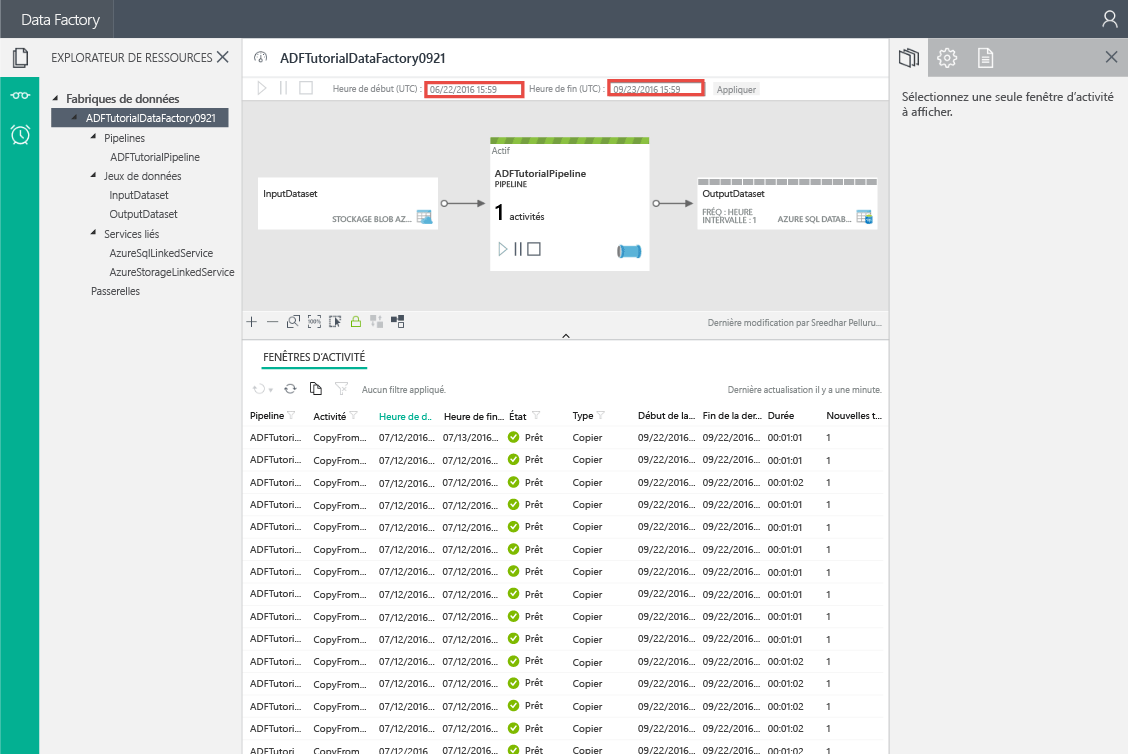 Data Factory
EXPLORATEUR DE RESSOURCES
Fabriques de données
ADFTutorialDataFactory0921
Pipelines
ADFTutorialPipeline
Jeux de données
InputDataset
OutputDataset
Services liés
AzureSqlLinkedService
AzureStorageLinkedService
Passerelles
ADFTutorialDataFactory0921
Heure de début (UTC) : 06/22/2016 15:59 Heure de fin (UTC) : 09/23/2016 15:59 Appliquer
InputDataset
STOCKAGE BLOB AZ...
Actif
ADFTutorialPipeline
PIPELINE
1 activités
OutputDataset
FRÉQ : HEURE
INTERVALLE : 1 AZURE SQL DATAB...
100%
Dernière modification par Sreedhar Pelluru...
FENÊTRES D'ACTIVITÉ
Aucun filtre appliqué. Dernière actualisation il y a une minute.
Pipeline Activité Heure de d.. Heure de fin... État Type Début de la... Fin de la der... Durée Nouvelles t...
ADFTutori... CopyFrom... 07/12/2016... 07/13/2016... Prêt Copier 09/22/2016... 09/22/2016... 00:01:01 1
ADFTutori... CopyFrom... 07/12/2016... 07/12/2016... Prêt Copier 09/22/2016... 09/22/2016... 00:01:01 1
ADFTutori... CopyFrom... 07/12/2016... 07/12/2016... Prêt Copier 09/22/2016... 09/22/2016... 00:01:02 1
ADFTutori... CopyFrom... 07/12/2016... 07/12/2016... Prêt Copier 09/22/2016... 09/22/2016... 00:01:01 1
ADFTutori... CopyFrom... 07/12/2016... 07/12/2016... Prêt Copier 09/22/2016... 09/22/2016... 00:01:01 1
ADFTutori... CopyFrom... 07/12/2016... 07/12/2016... Prêt Copier 09/22/2016... 09/22/2016... 00:01:01 1
ADFTutori... CopyFrom... 07/12/2016... 07/12/2016... Prêt Copier 09/22/2016... 09/22/2016... 00:01:01 1
ADFTutori... CopyFrom... 07/12/2016... 07/12/2016... Prêt Copier 09/22/2016... 09/22/2016... 00:01:01 1
ADFTutori... CopyFrom... 07/12/2016... 07/12/2016... Prêt Copier 09/22/2016... 09/22/2016... 00:01:01 1
ADFTutori... CopyFrom... 07/12/2016... 07/12/2016... Prêt Copier 09/22/2016... 09/22/2016... 00:01:01 1
ADFTutori... CopyFrom... 07/12/2016... 07/12/2016... Prêt Copier 09/22/2016... 09/22/2016... 00:01:02 1
ADFTutori... CopyFrom... 07/12/2016... 07/12/2016... Prêt Copier 09/22/2016... 09/22/2016... 00:01:02 1
ADFTutori... CopyFrom... 07/12/2016... 07/12/2016... Prêt Copier 09/22/2016... 09/22/2016... 00:01:02 1
ADFTutori... CopyFrom... 07/12/2016... 07/12/2016... Prêt Copier 09/22/2016... 09/22/2016... 00:01:02 1
ADFTutori... CopyFrom... 07/12/2016 07/12/2016... Prêt Copier 09/22/2016... 09/22/2016... 00:01:02 1
Sélectionnez une seule fenêtre d'activité
à afficher.